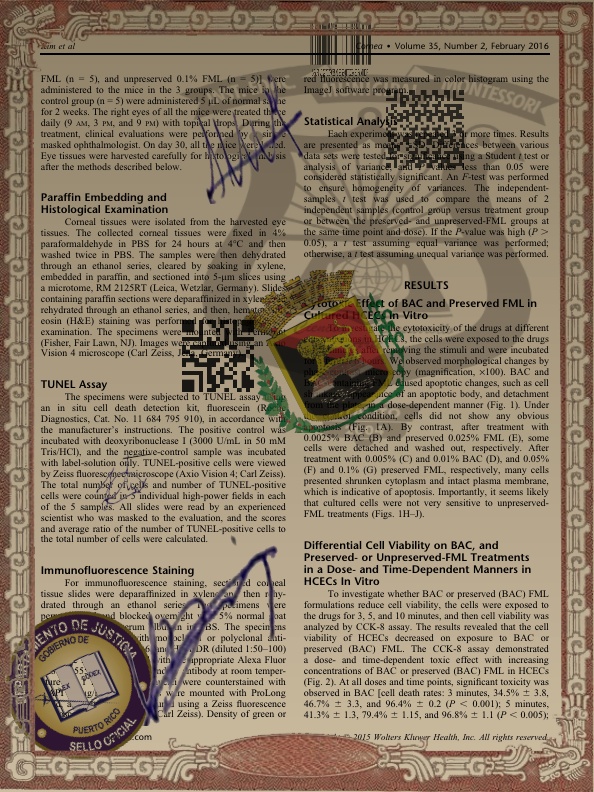 Kim et al
Cornea • Volume 35, Number 2, February 2016
FML (n = 5), and unpreserved 0.1% FML (n = 5)] were
administered to the mice in the 3 groups. The mice in the
control group (n = 5) were administered 5 μL of normal saline
for 2 weeks. The right eyes of all the mice were treated
daily (9 AM, 3 PM, and 9 PM) with topical drops. During the
treatment, clinical evaluations were performed by a single
masked ophthalmologist. On day 30, all the mice were killed.
Eye tissues were harvested carefully for histologic analysis
after the methods described below.
Paraffin Embedding and
Histological Examination
Corneal tissues were isolated from the harvested eye
tissues. The collected corneal tissues were fixed in 4%
paraformaldehyde in PBS for 24 hours at 4°C and then
washed twice in PBS. The samples were then dehydrated
through an ethanol series, cleared by soaking in xylene,
embedded in paraffin, and sectioned into 5-μm slices using
a microtome, RM 2125RT (Leica, Wetzlar, Germany). Slides
containing paraffin sections were deparaffinized in xylene,
rehydrated through an ethanol series, and then, hematoxylin
eosin (H&E) staining was performed
examination. The specimens were mounted
(Fisher, Fair Lawn, NJ). Images were
Vision 4 microscope (Carl Zeiss, Jena, Germany).
TUNEL Assay
The specimens were subjected to TUNEL assay
an in situ cell death detection kit, fluorescein
Diagnostics, Cat. No. 11 684 795 910), in accordance with
the manufacturer's instructions. The positive control was
incubated with deoxyribonuclease I (3000 U/mL in 50 mM
Tris/HCl), and the negative-control sample was incubated
with label-solution only. TUNEL-positive cells were viewed
by Zeiss fluorescence microscope (Axio Vision 4; Carl Zeiss).
The total number of cells and number of TUNEL-positive
cells were counted in 5 individual high-power fields in each
of the 5 samples. All slides were read by an experienced
scientist who was masked to the evaluation, and the scores
and average ratio of the number of TUNEL-positive cells to
the total number of cells were calculated.
Immunofluorescence Staining
For immunofluorescence staining, sectioned corneal
tissue slides were deparaffinized in xylene and then rehydrated
drated through an ethanol series. Specimens were
blocked overnight with 5% normal
serum albumin in PBS. The specimens
with monoclonal or polyclonal anti-
DR (diluted 1:50–100)
with appropriate Alexa Fluor
antibody at room temper-
were counterstained with
were mounted with ProLong
using a Zeiss fluorescence
(Carl Zeiss). Density of green or
red fluorescence was measured in color histogram using the
ImageJ software program.
Statistical Analysis
Each experiment was repeated 3 or more times. Results
are presented as mean ± SD. Differences between various
data sets were tested for significance using a Student t test or
analysis of variance, and P values less than 0.05 were
considered statistically significant. An F-test was performed
to ensure homogeneity of variances. The independent-
samples t test was used to compare the means of 2
independent samples (control group versus treatment group
or between the preserved- and unpreserved-FML groups at
the same time point and dose). If the P-value was high (P >
0.05), a t test assuming equal variance was performed;
otherwise, a t test assuming unequal variance was performed.
RESULTS
Cytotoxic Effect of BAC and Preserved FML in
Cultured HCECs In Vitro
cytotoxicity of the drugs at different
the cells were exposed to the drugs
removing the stimuli and were incubated
We observed morphological changes by
(magnification, ×100). BAC and
caused apoptotic changes, such as cell
appearance of an apoptotic body, and detachment
from the plate in a dose-dependent manner (Fig. 1). Under
condition, cells did not show any obvious
apoptosis (Fig. 1A). By contrast, after treatment with
0.0025% BAC (B) and preserved 0.025% FML (E), some
cells were detached and washed out, respectively. After
treatment with 0.005% (C) and 0.01% BAC (D), and 0.05%
(F) and 0.1% (G) preserved FML, respectively, many cells
presented shrunken cytoplasm and intact plasma membrane,
which is indicative of apoptosis. Importantly, it seems likely
that cultured cells were not very sensitive to unpreserved-
FML treatments (Figs. 1H–J).
Differential Cell Viability on BAC, and
Preserved- or Unpreserved-FML Treatments
in a Dose- and Time-Dependent Manners in
HCECs In Vitro
To investigate whether BAC or preserved (BAC) FML
formulations reduce cell viability, the cells were exposed to
the drugs for 3, 5, and 10 minutes, and then cell viability was
analyzed by CCK-8 assay. The results revealed that the cell
viability of HCECs decreased on exposure to BAC or
preserved (BAC) FML. The CCK-8 assay demonstrated
a dose- and time-dependent toxic effect with increasing
concentrations of BAC or preserved (BAC) FML in HCECs
(Fig. 2). At all doses and time points, significant toxicity was
observed in BAC [cell death rates: 3 minutes, 34.5% ± 3.8,
46.7% ± 3.3, and 96.4% ± 0.2 (P < 0.001); 5 minutes,
41.3% ± 1.3, 79.4% ± 1.15, and 96.8% ± 1.1 (P < 0.005);
GOBIERNO DE
PUERTO RICO
SELLO OFICIAL
MONTESSORI
.com
© 2015 Wolters Kluwer Health, Inc. All rights reserved.